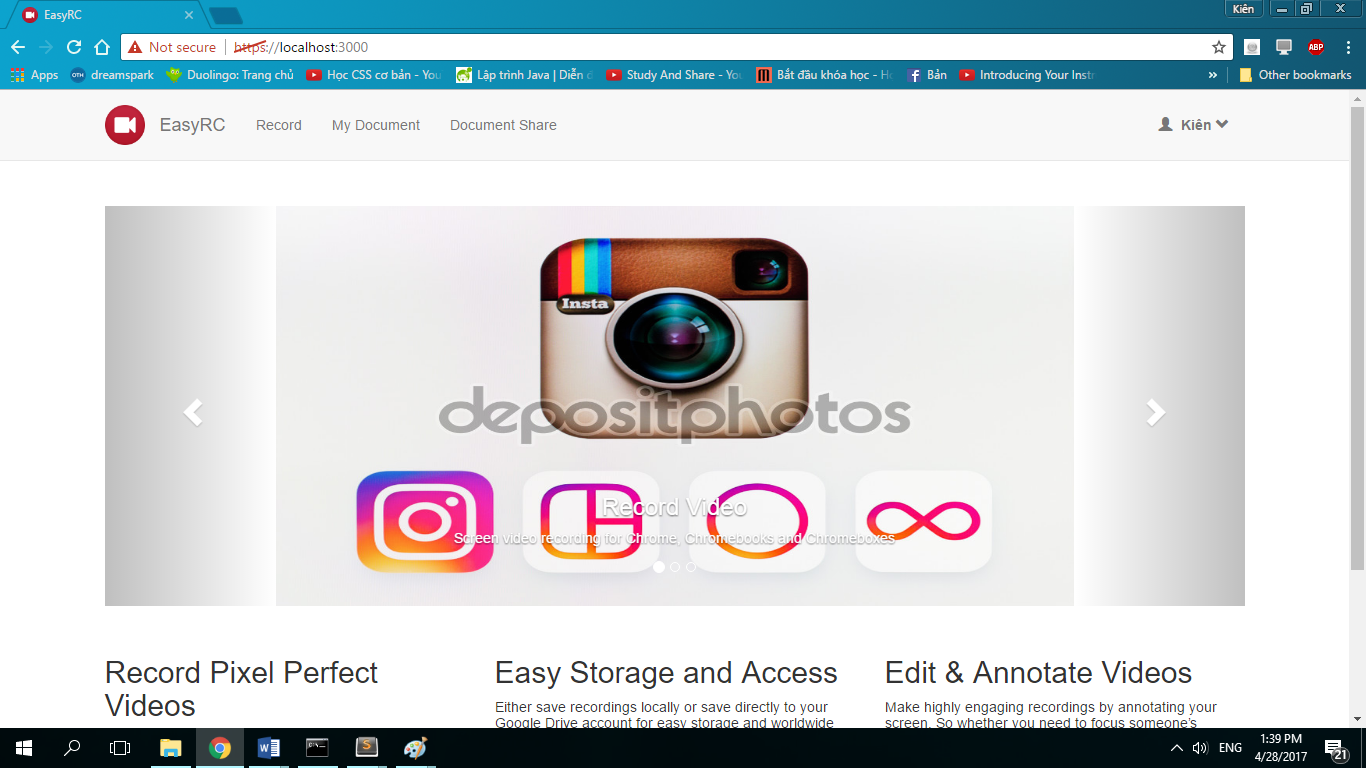 EasyRC
Kiên
Not secure https://localhost:3000
ABP
Apps
OTH dreamspark
Duolingo: Trang chủ
Học CSS cơ bản - You
Lập trình Java | Diễn đ
Study And Share - You
Bắt đầu khóa học - Ho
Bản
Introducing Your Instr
»
Other bookmarks
EasyRC Record My Document Document Share Kiên
Insta
depositphotos
Record Video
Screen video recording for Chrome, Chromebooks and Chromeboxes
Record Pixel Perfect
Videos
Easy Storage and Access
Either save recordings locally or save directly to your
Google Drive account for easy storage and worldwide
Edit & Annotate Videos
Make highly engaging recordings by annotating your
screen. So whether you need to focus someone's
ENG
1:39 PM
4/28/2017
21